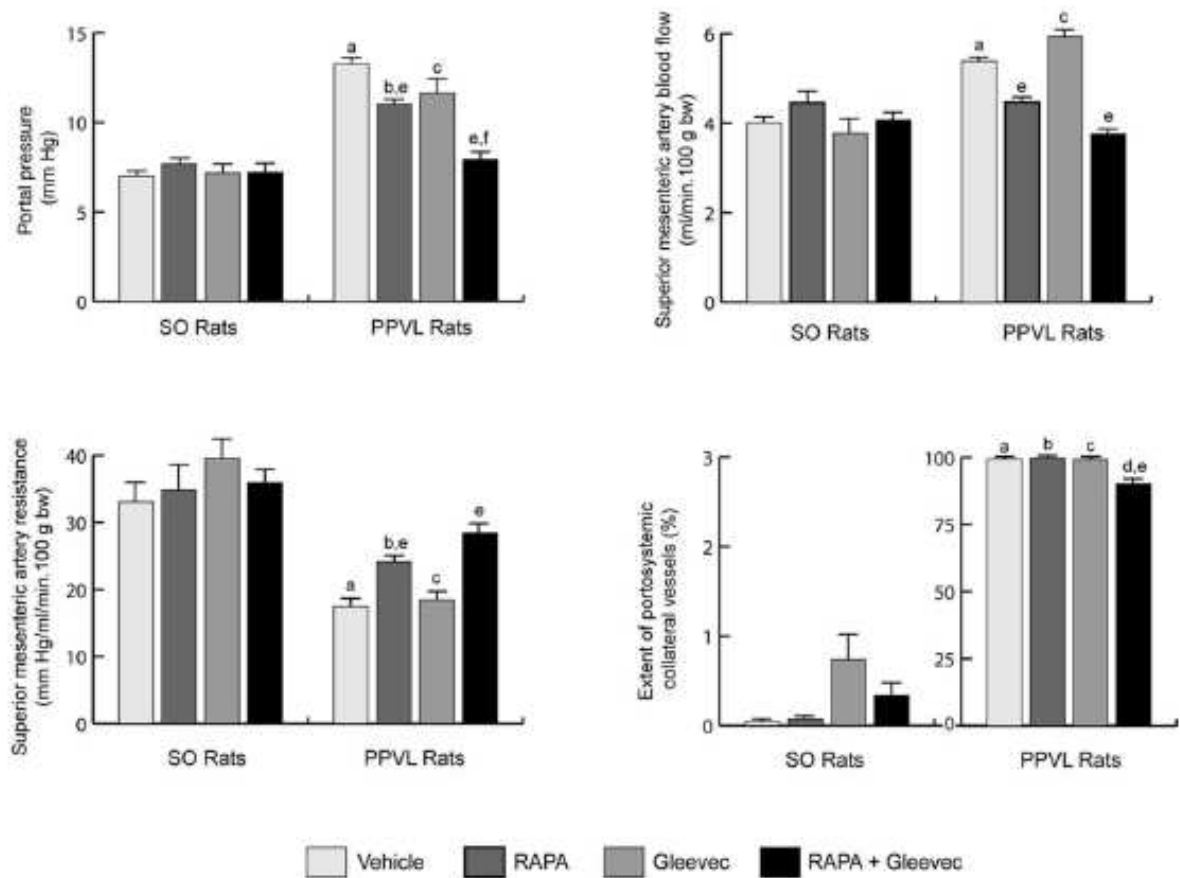 Portal pressure
(mm Hg)
15
10
5
0
a
b,e
c
e,f
SO Rats
PPVL Rats
Superior mesenteric artery blood flow
(ml/min.100 g bw)
6
4
2
0
a
e
c
e
SO Rats
PPVL Rats
Superior mesenteric artery resistance
(mm Hg/ml/min.100 g bw)
40
30
20
10
0
a
b,e
c
e
SO Rats
PPVL Rats
Extent of portosystemic
collateral vessels (%)
3
2
1
0
100
75
50
25
0
a
b
c
d,e
SO Rats
PPVL Rats
Vehicle
RAPA
Gleevec
RAPA + Gleevec